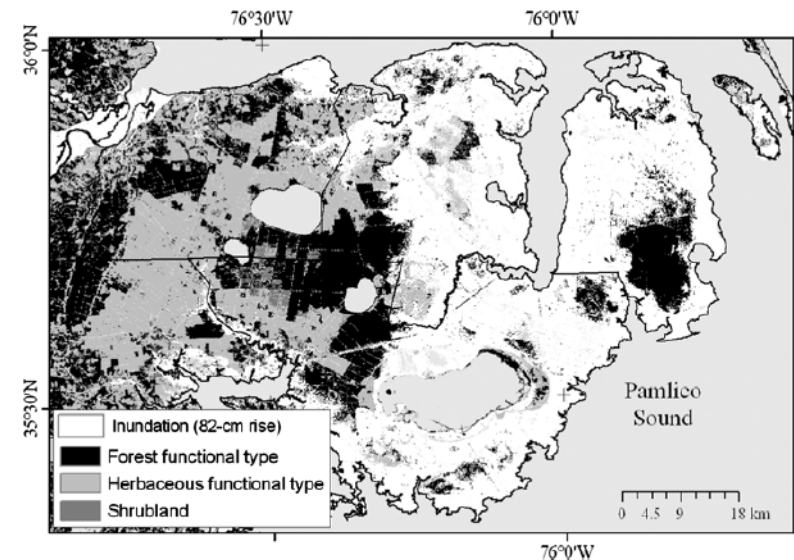 76°30'W 76°0'W
36°0'N
35°30'N
Pamlico
Sound
Inundation (82-cm rise)
Forest functional type
Herbaceous functional type
Shrubland
0 4.5 9 18 km
76°0'W